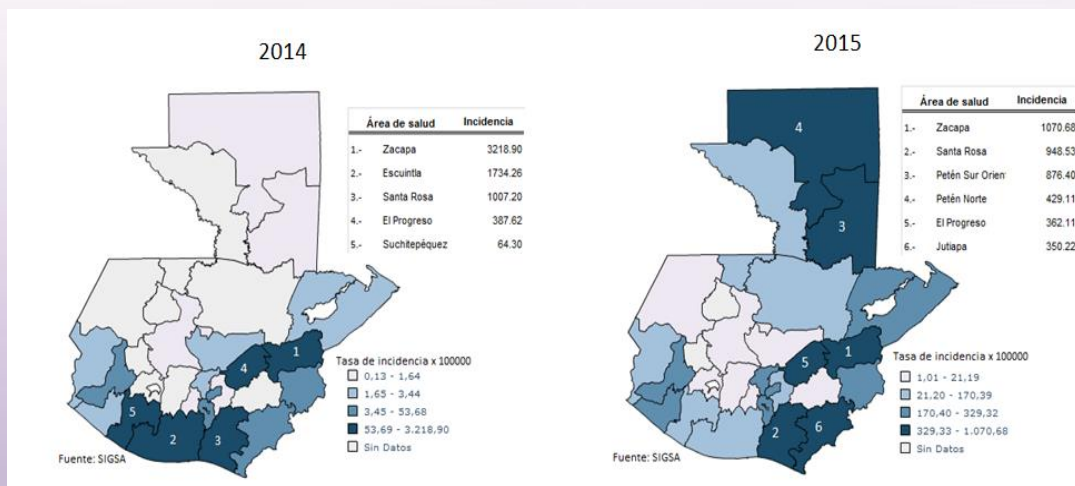 2014
Área de salud Incidencia
1.- Zacapa 3218.90
2.- Escuintla 1734.26
3.- Santa Rosa 1007.20
4.- El Progreso 387.62
5.- Suchitepéquez 64.30
1
4
5
2
3
Tasa de incidencia x 100000
0,13 - 1,64
1,65 - 3,44
3,45 - 53,68
53,69 - 3.218,90
Sin Datos
Fuente: SIGSA
2015
Área de salud Incidencia
1.- Zacapa 1070.68
2.- Santa Rosa 948.53
3.- Petén Sur Orien 876.40
4.- Petén Norte 429.11
5.- El Progreso 362.11
6.- Jutiapa 350.22
4
3
1
5
2
6
Tasa de incidencia x 100000
1,01 - 21,19
21,20 - 170,39
170,40 - 329,32
329,33 - 1.070,68
Sin Datos
Fuente: SIGSA